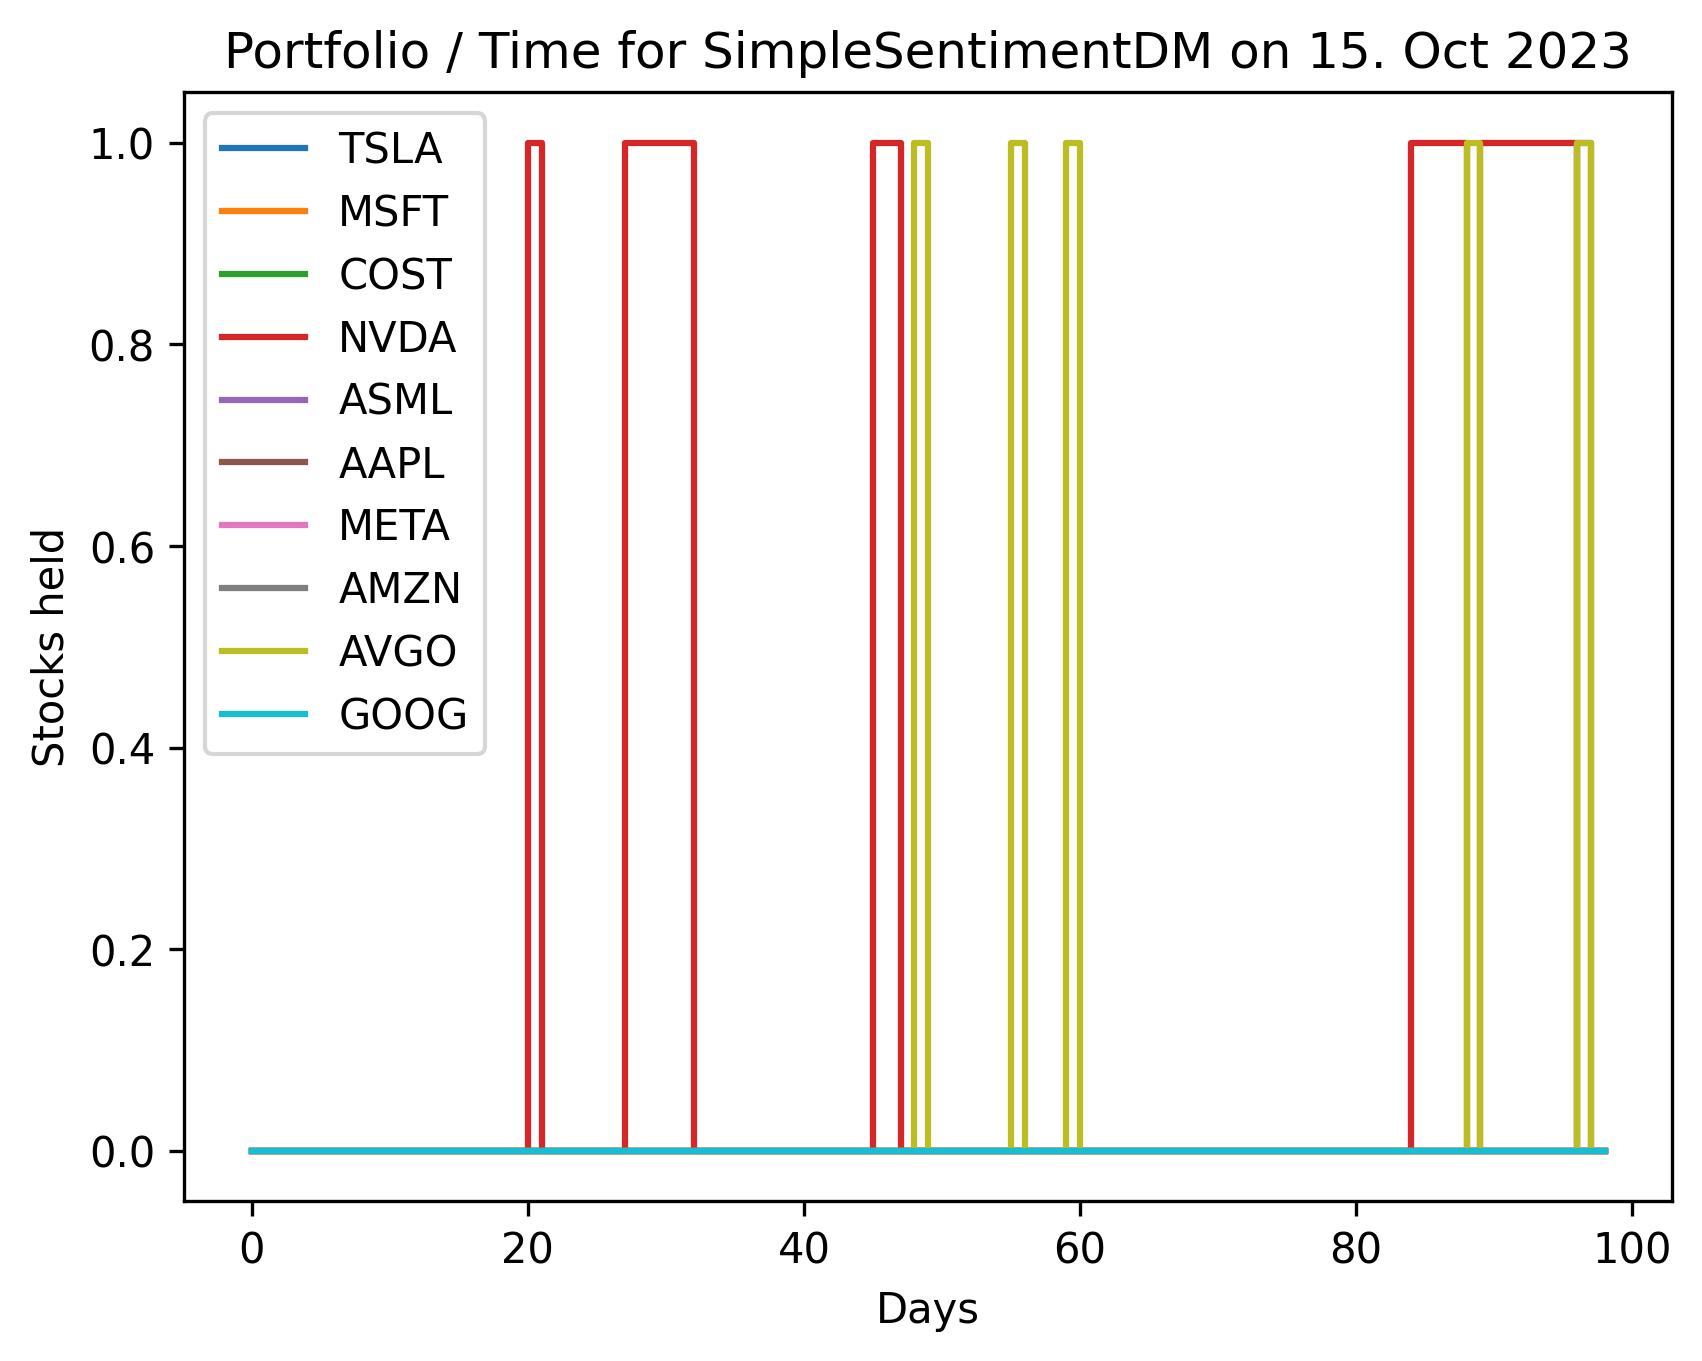 Portfolio / Time for SimpleSentimentDM on 15. Oct 2023
TSLA
MSFT
COST
NVDA
ASML
AAPL
META
AMZN
AVGO
GOOG
Stocks held
1.0
0.8
0.6
0.4
0.2
0.0
0 20 40 60 80 100
Days